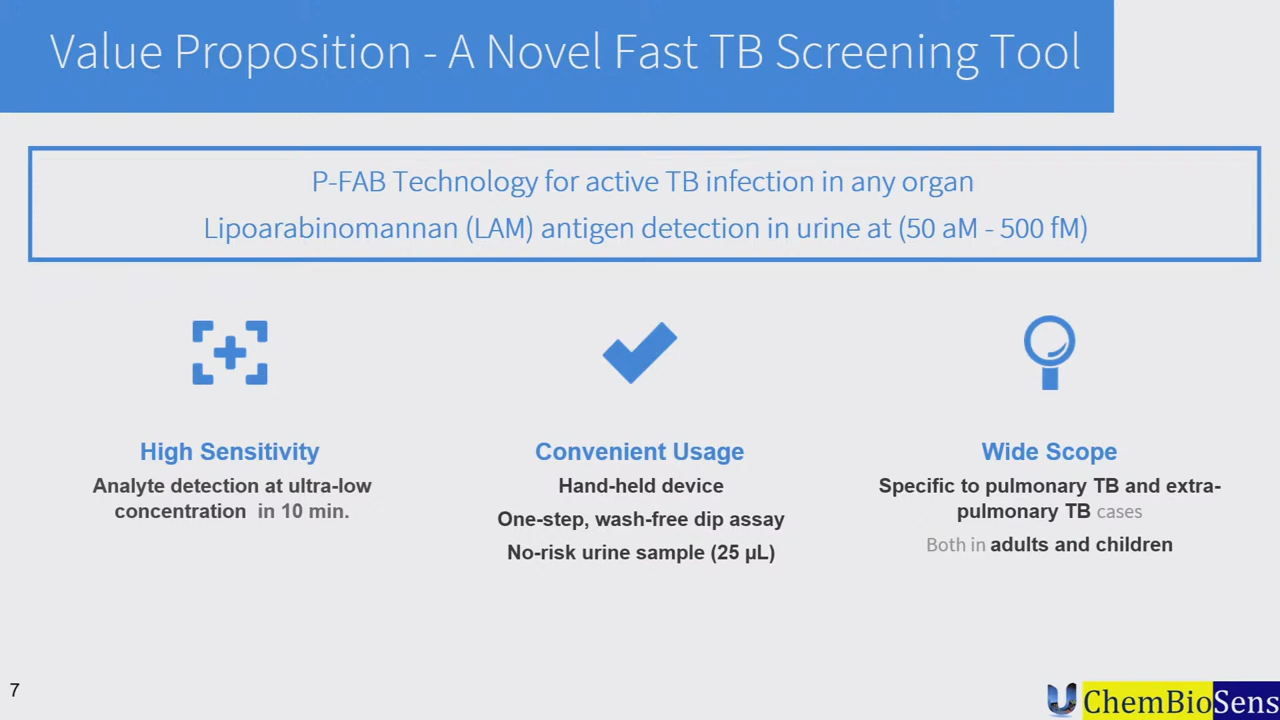 Value Proposition - A Novel Fast TB Screening Tool
P-FAB Technology for active TB infection in any organ
Lipoarabinomannan (LAM) antigen detection in urine at (50 aM - 500 fM)
High Sensitivity
Analyte detection at ultra-low
concentration in 10 min.
Convenient Usage
Hand-held device
One-step, wash-free dip assay
No-risk urine sample (25 µL)
Wide Scope
Specific to pulmonary TB and extra-
pulmonary TB cases
Both in adults and children
7
U ChemBioSens